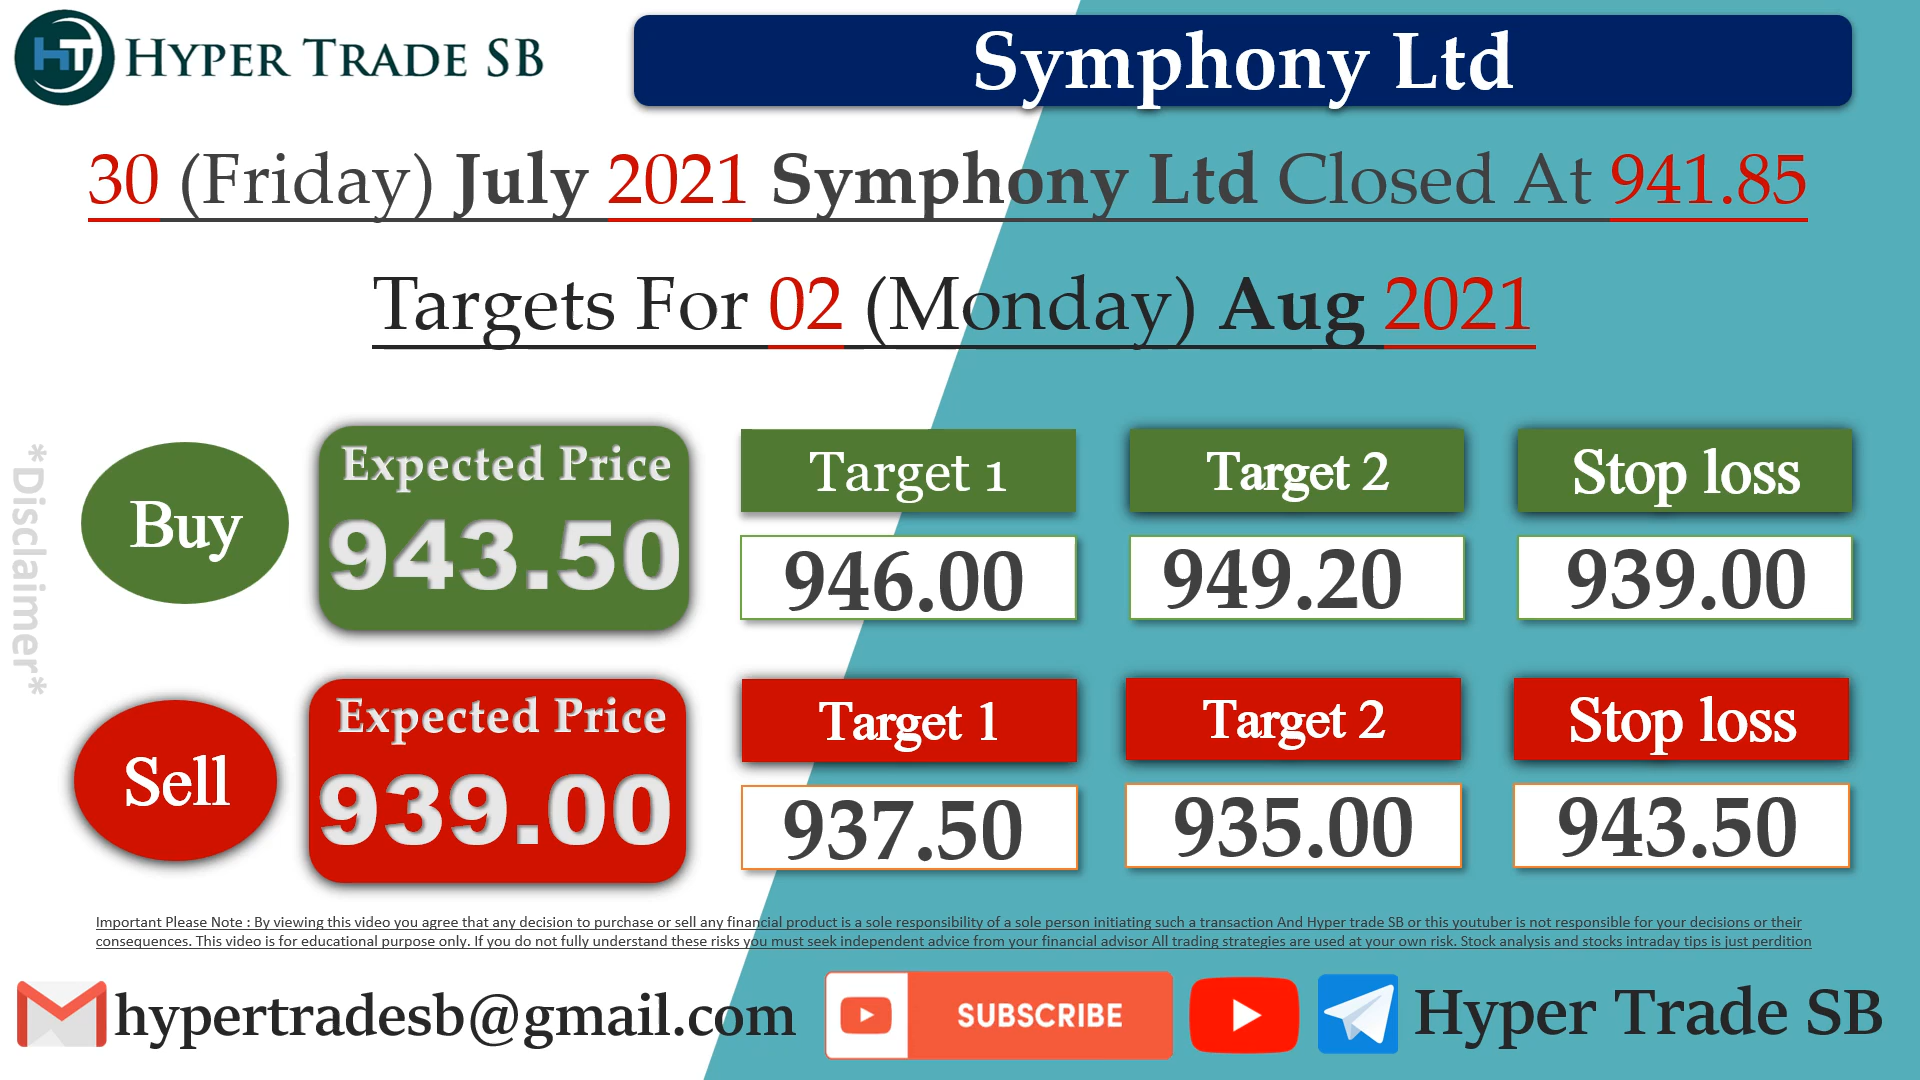 HT HYPER TRADE SB
Symphony Ltd
30 (Friday) July 2021 Symphony Ltd Closed At 941.85
Targets For 02 (Monday) Aug 2021
*Disclaimer*
Buy
Expected Price
943.50
Target 1
946.00
Target 2
949.20
Stop loss
939.00
Sell
Expected Price
939.00
Target 1
937.50
Target 2
935.00
Stop loss
943.50
Important Please Note : By viewing this video you agree that any decision to purchase or sell any financial product is a sole responsibility of a sole person initiating such a transaction And Hyper trade SB or this youtuber is not responsible for your decisions or their
consequences. This video is for educational purpose only. If you do not fully understand these risks you must seek independent advice from your financial advisor All trading strategies are used at your own risk. Stock analysis and stocks intraday tips is just perdition
hypertradesb@gmail.com
SUBSCRIBE
Hyper Trade SB